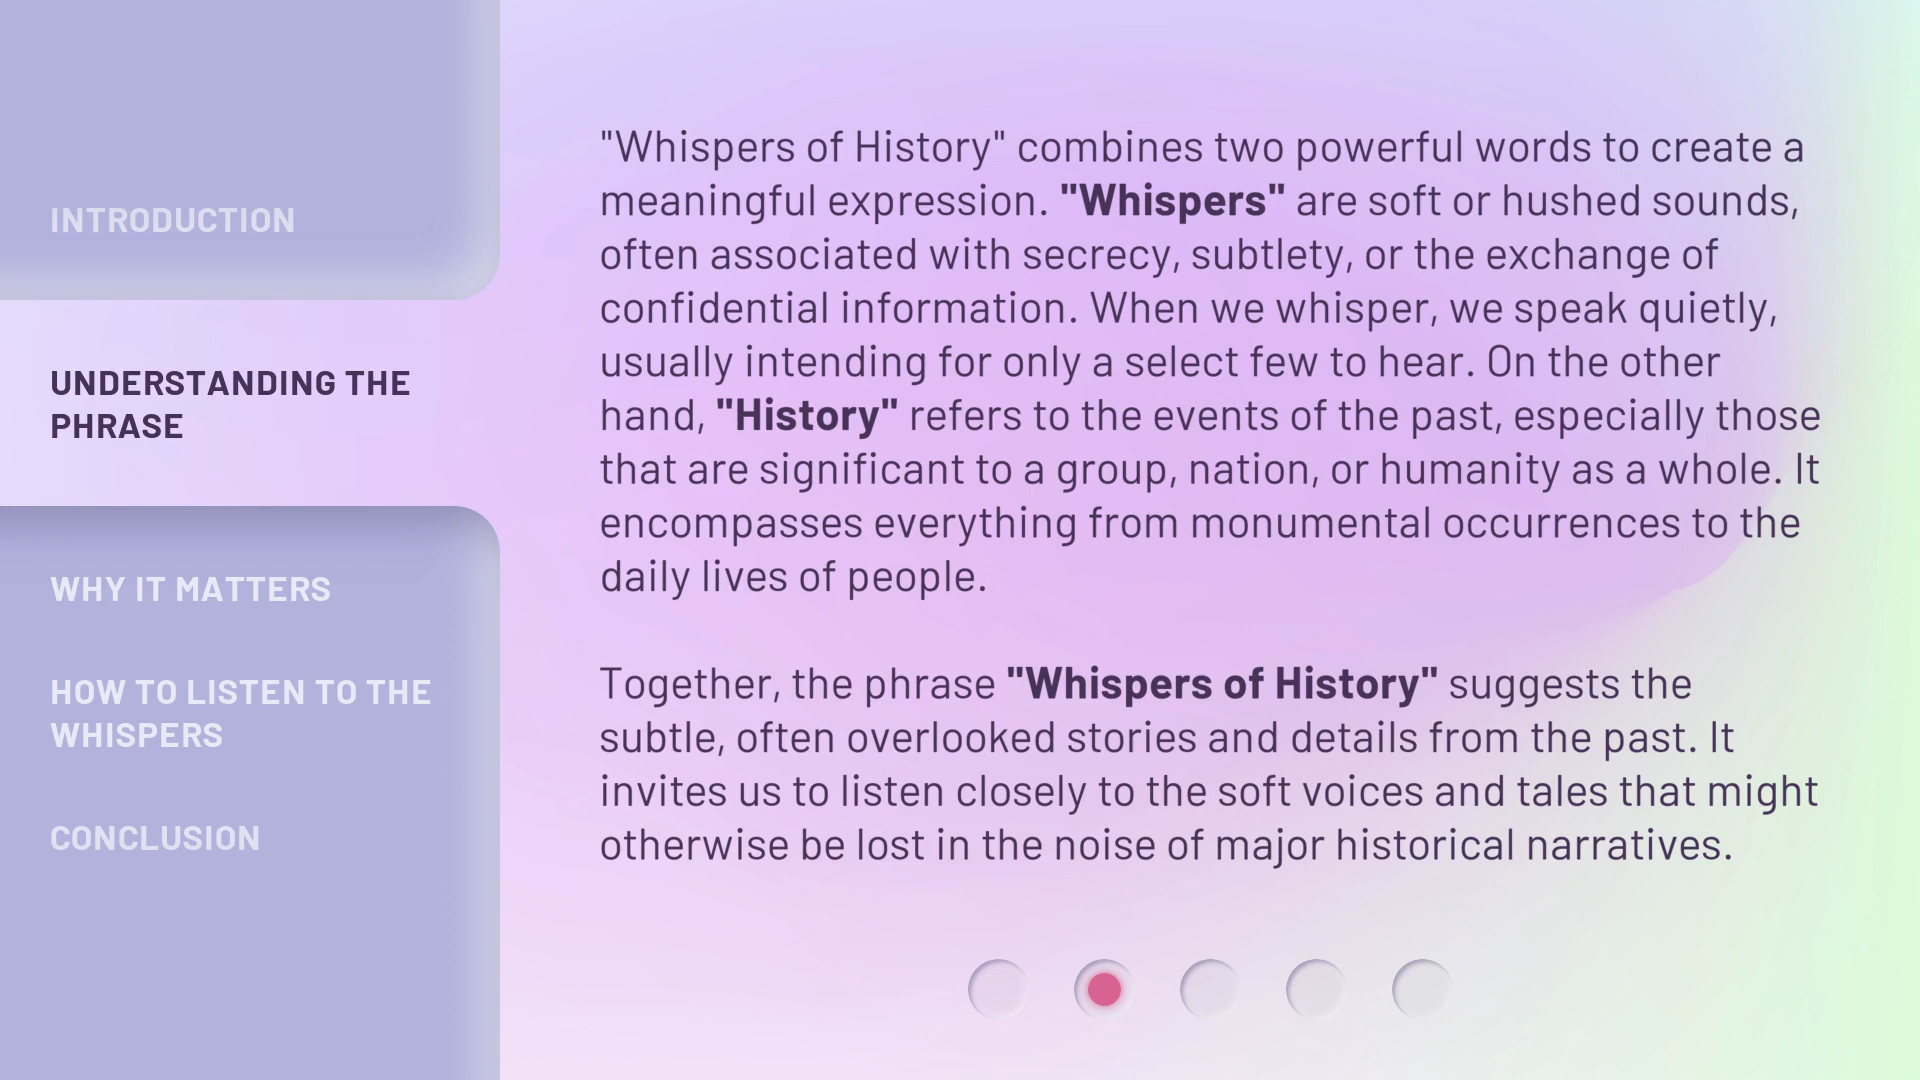 INTRODUCTION
UNDERSTANDING THE
PHRASE
WHY IT MATTERS
HOW TO LISTEN TO THE
WHISPERS
CONCLUSION
"Whispers of History" combines two powerful words to create a
meaningful expression. "Whispers" are soft or hushed sounds,
often associated with secrecy, subtlety, or the exchange of
confidential information. When we whisper, we speak quietly,
usually intending for only a select few to hear. On the other
hand, "History" refers to the events of the past, especially those
that are significant to a group, nation, or humanity as a whole. It
encompasses everything from monumental occurrences to the
daily lives of people.
Together, the phrase "Whispers of History" suggests the
subtle, often overlooked stories and details from the past. It
invites us to listen closely to the soft voices and tales that might
otherwise be lost in the noise of major historical narratives.